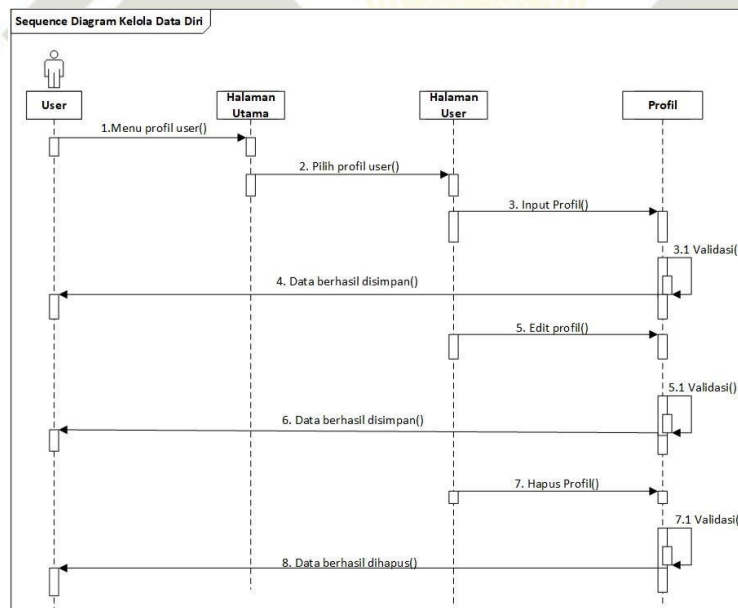 Sequence Diagram Kelola Data Diri
User
Halaman
Utama
Halaman
User
Profil
1.Menu profil user()
2. Pilih profil user()
3. Input Profil()
3.1 Validasi(
4. Data berhasil disimpan()
5. Edit profil()
5.1 Validasi()
6. Data berhasil disimpan()
7. Hapus Profil()
7.1 Validasi(
8. Data berhasil dihapus()